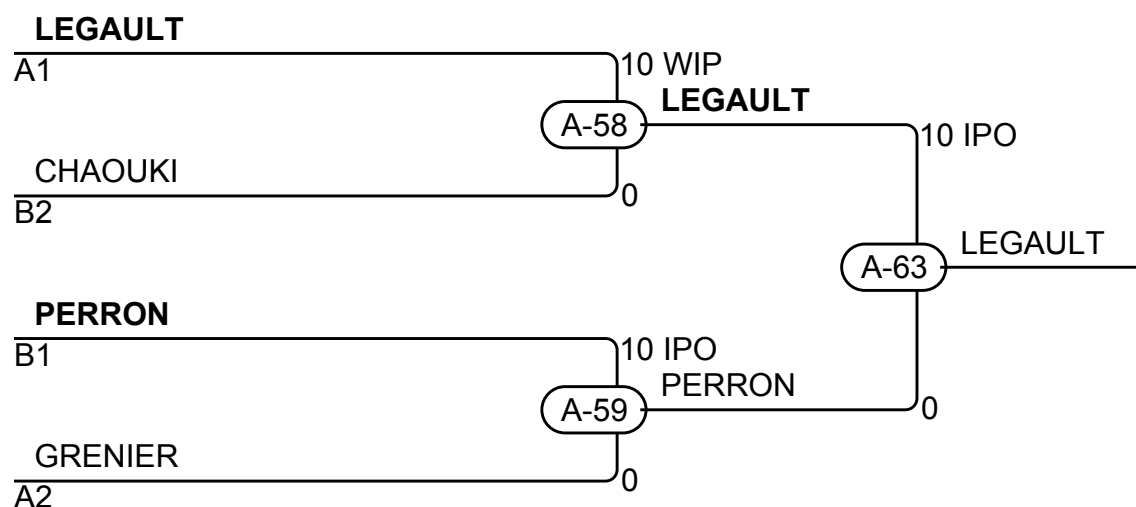 LEGAULT
A1
10 WIP
LEGAULT
A-58
10 IPO
CHAOUKI
B2
0
LEGAULT
A-63
PERRON
B1
10 IPO
PERRON
A-59
0
GRENIER
A2
0